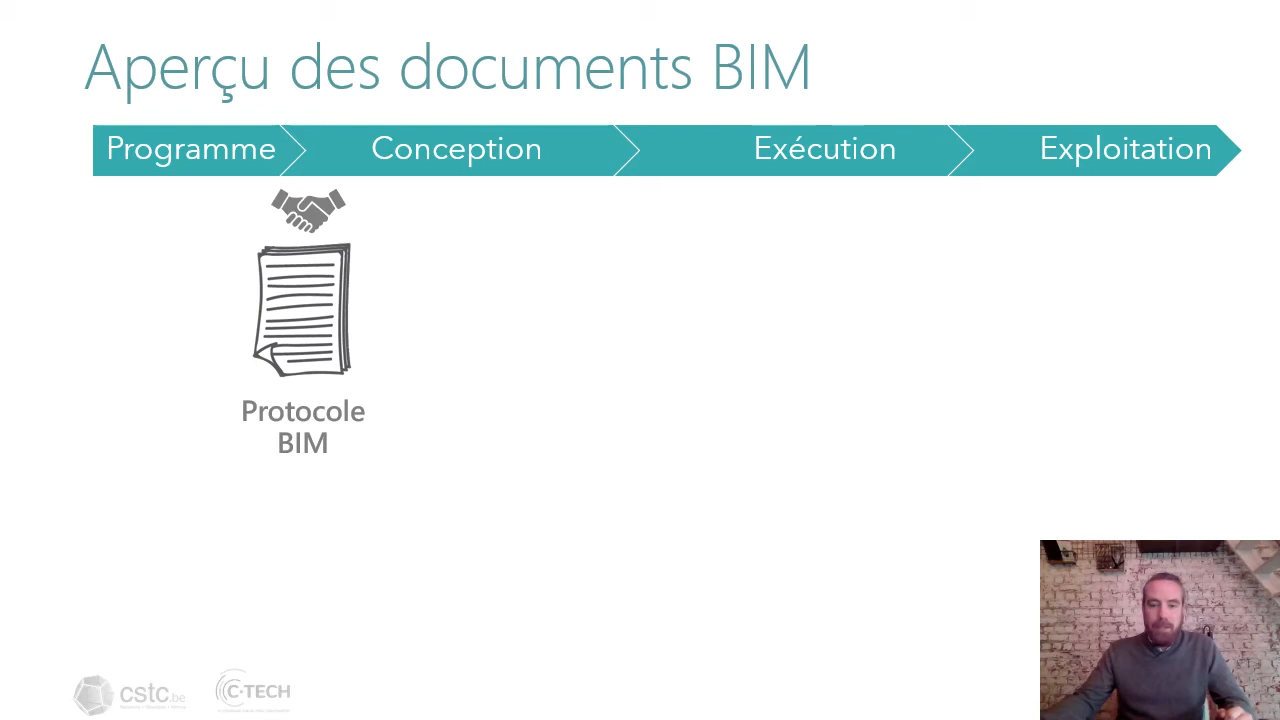 Aperçu des documents BIM
Programme
Conception
Exécution
Exploitation
Protocole
BIM
cstc.be
C-TECH